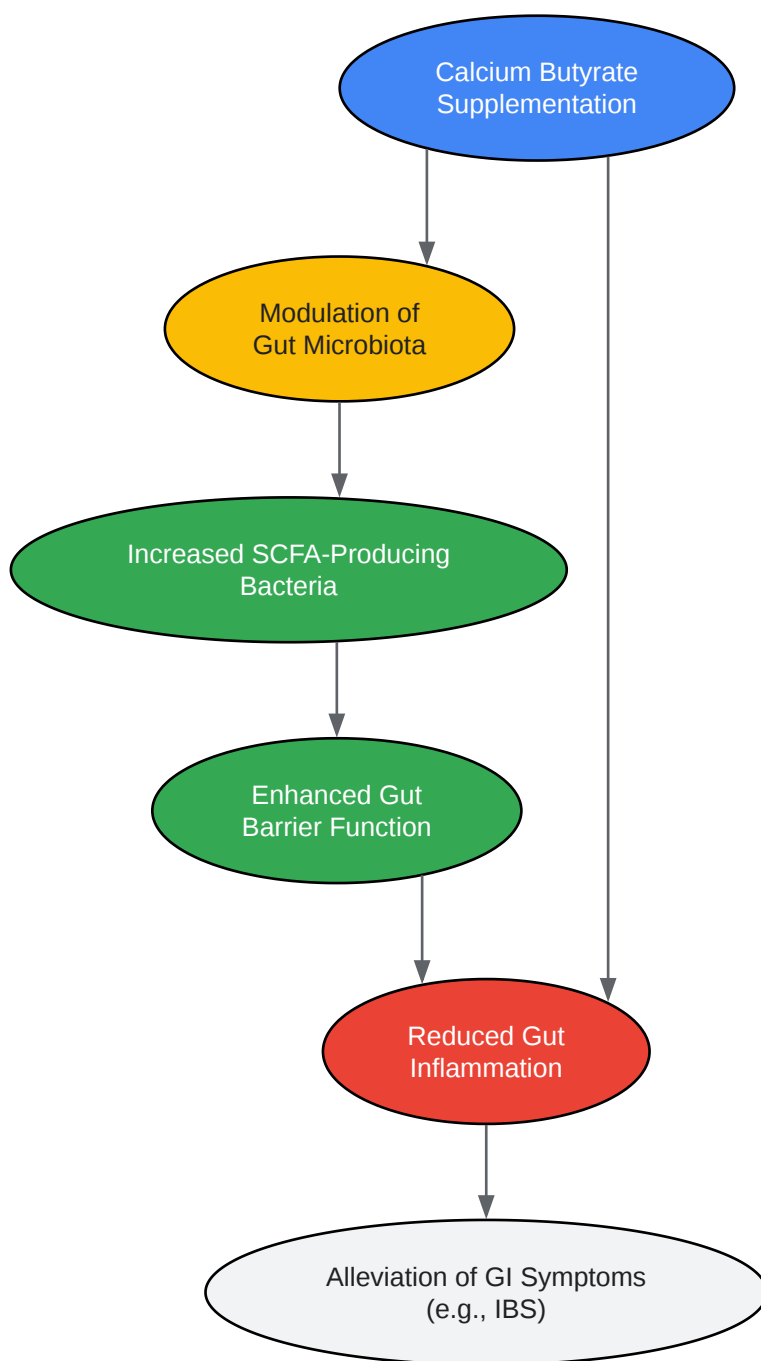 Calcium Butyrate
Supplementation
Modulation of
Gut Microbiota
Increased SCFA-Producing
Bacteria
Enhanced Gut
Barrier Function
Reduced Gut
Inflammation
Alleviation of GI Symptoms
(e.g., IBS)